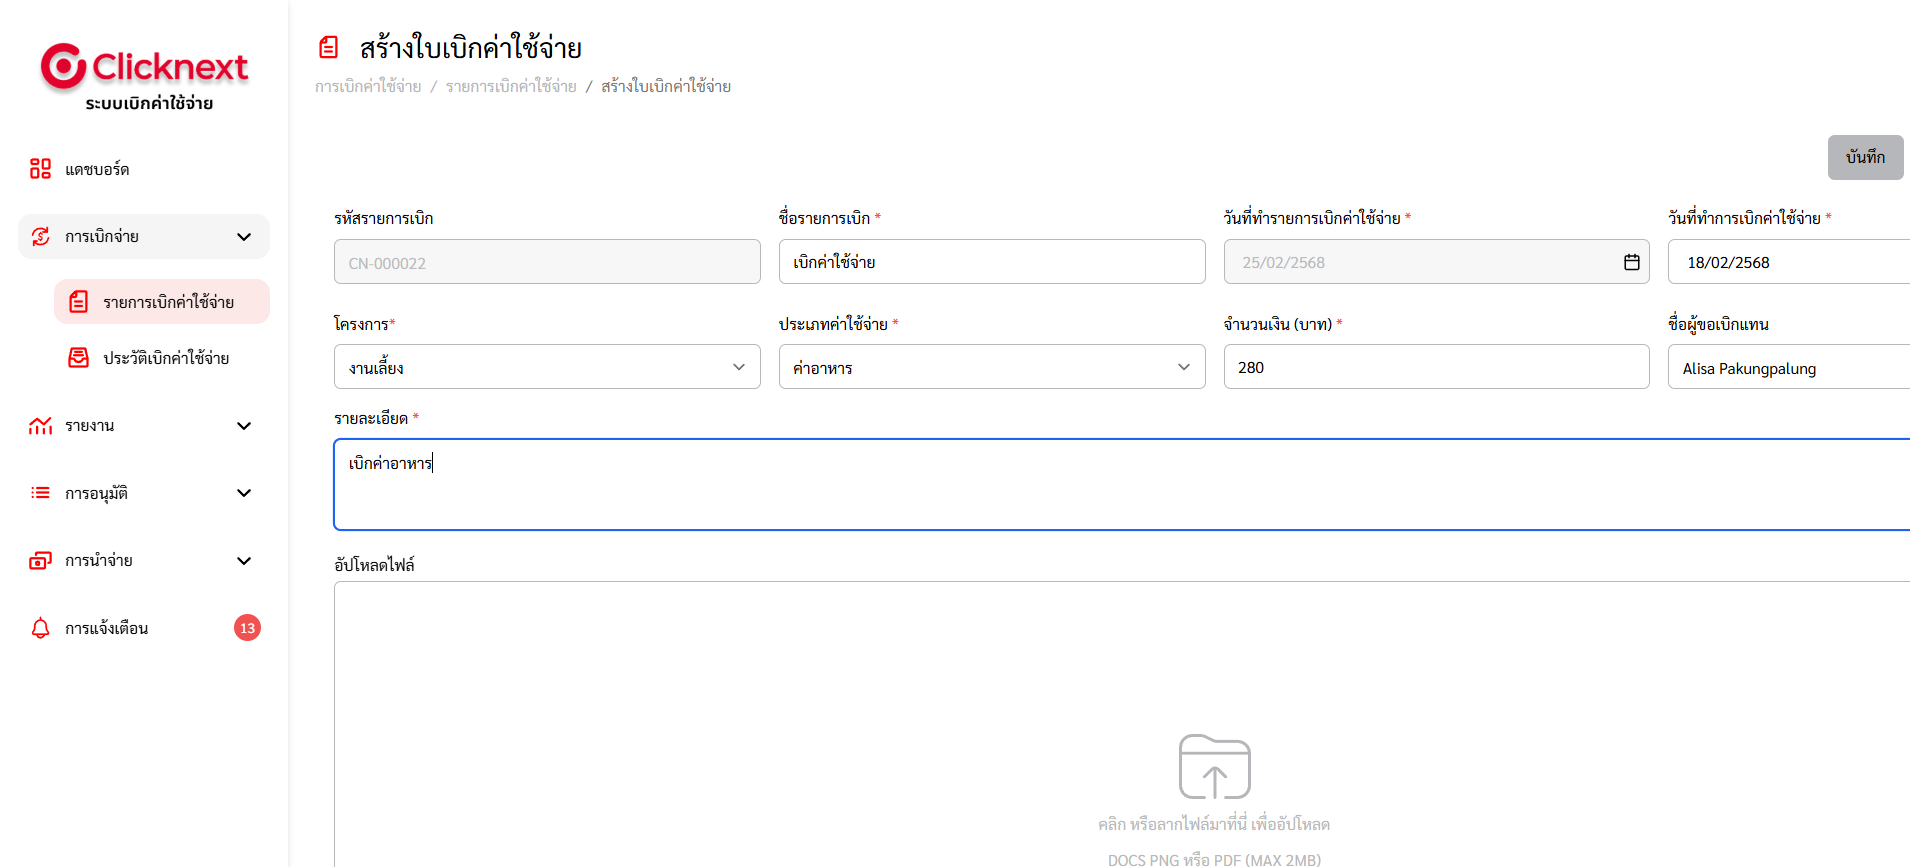 Clicknext
ระบบเบิกค่าใช้จ่าย
แดชบอร์ด
การเบิกจ่าย
รายการเบิกค่าใช้จ่าย
ประวัติเบิกค่าใช้จ่าย
รายงาน
การอนุมัติ
การนำจ่าย
การแจ้งเตือน 13
สร้างใบเบิกค่าใช้จ่าย
การเบิกค่าใช้จ่าย / รายการเบิกค่าใช้จ่าย / สร้างใบเบิกค่าใช้จ่าย
บันทึก
รหัสรายการเบิก ชื่อรายการเบิก * วันที่ทำรายการเบิกค่าใช้จ่าย * วันที่ทำการเบิกค่าใช้จ่าย *
CN-000022 เบิกค่าใช้จ่าย 25/02/2568 18/02/2568
โครงการ* ประเภทค่าใช้จ่าย * จำนวนเงิน (บาท) * ชื่อผู้ขอเบิกแทน
งานเลี้ยง ค่าอาหาร 280 Alisa Pakungpalung
รายละเอียด *
เบิกค่าอาหาร
อัปโหลดไฟล์
คลิก หรือลากไฟล์มาที่นี่ เพื่ออัปโหลด
DOCS PNG หรือ PDF (MAX 2MB)